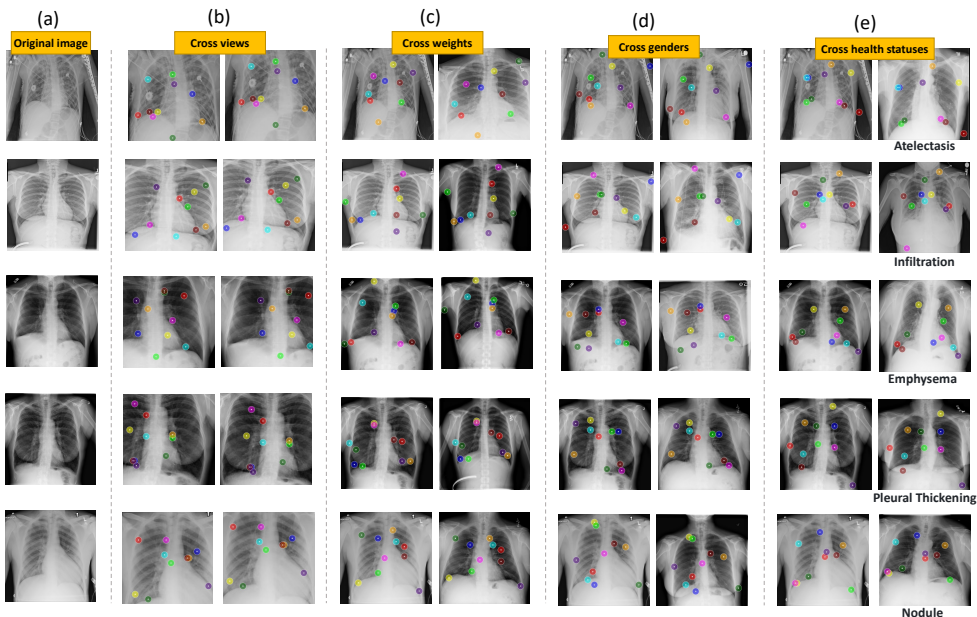 (a)
(b)
(c)
(d)
(e)
Original image
Cross views
Cross weights
Cross genders
Cross health statuses
Atelectasis
Infiltration
Emphysema
Pleural Thickening
Nodule